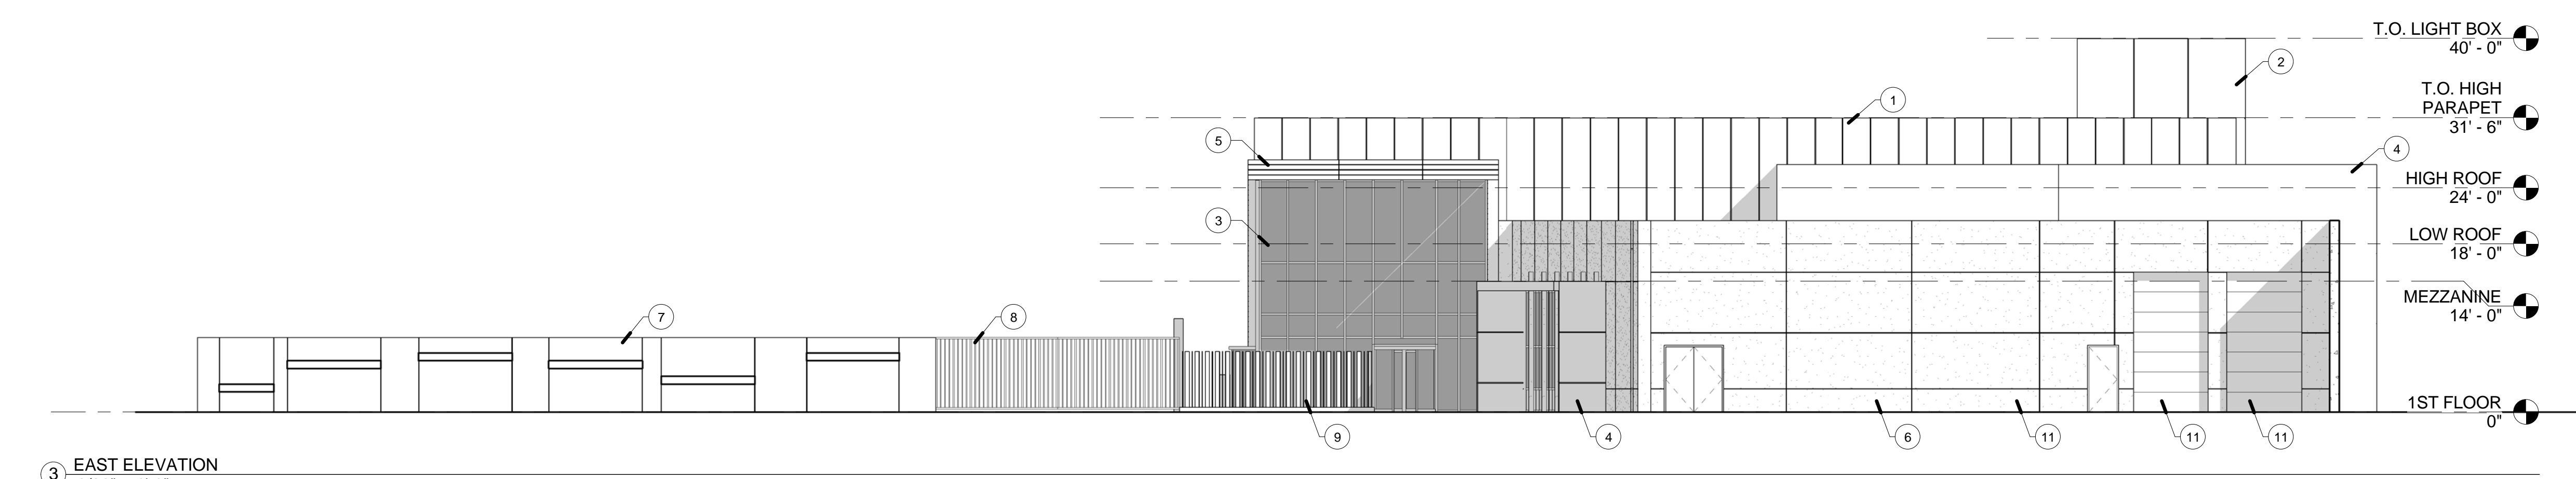 T.O. LIGHT BOX
40' - 0"
2
T.O. HIGH
PARAPET
31' - 6"
1
5
4
HIGH ROOF
24' - 0"
3
LOW ROOF
18' - 0"
MEZZANINE
14' - 0"
7
8
1ST FLOOR
0"
9
4
6
11
11
11
3
EAST ELEVATION